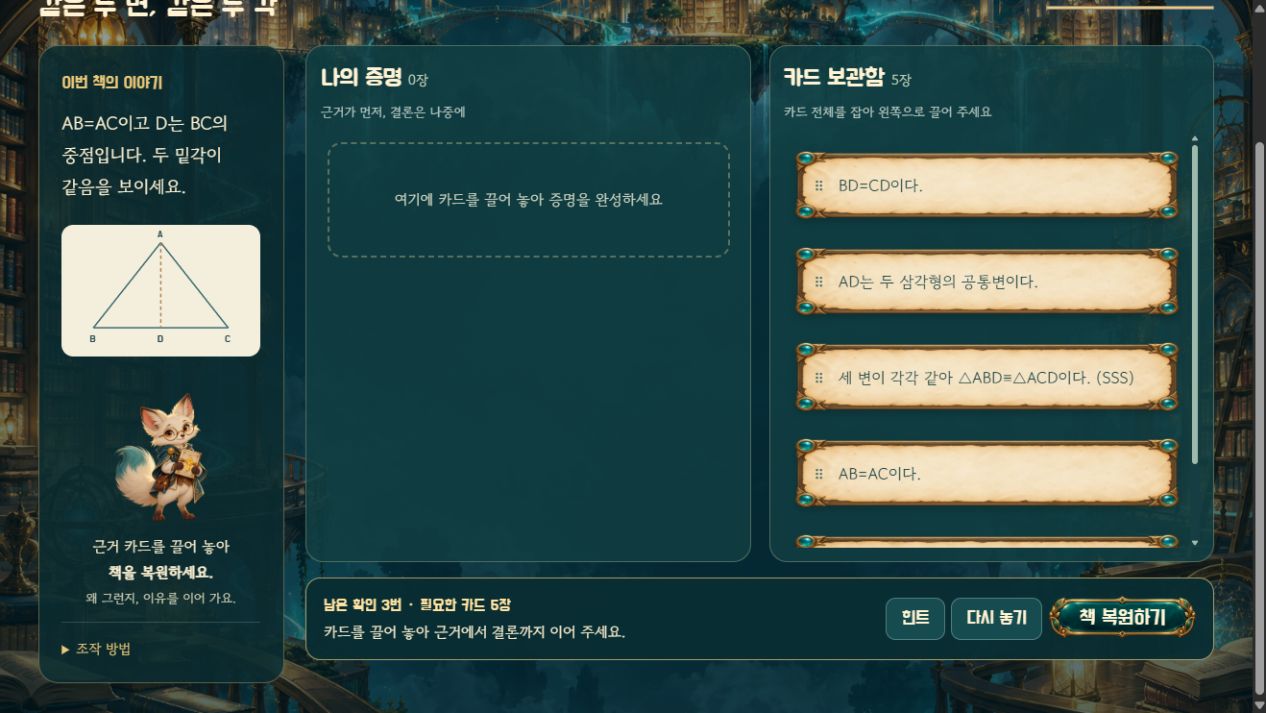 같은 두 변, 같은 두 각
이번 책의 이야기
AB=AC이고 D는 BC의
중점입니다. 두 밑각이
같음을 보이세요.
A
B
D
C
근거 카드를 끌어 놓아
책을 복원하세요.
왜 그런지, 이유를 이어 가요.
▶ 조작 방법
나의 증명 0장
근거가 먼저, 결론은 나중에
여기에 카드를 끌어 놓아 증명을 완성하세요
카드 보관함 5장
카드 전체를 잡아 왼쪽으로 끌어 주세요
BD=CD이다.
AD는 두 삼각형의 공통변이다.
세 변이 각각 같아 △ABD≡△ACD이다. (SSS)
AB=AC이다.
남은 확인 3번 · 필요한 카드 5장
카드를 끌어 놓아 근거에서 결론까지 이어 주세요.
힌트
다시 놓기
책 복원하기